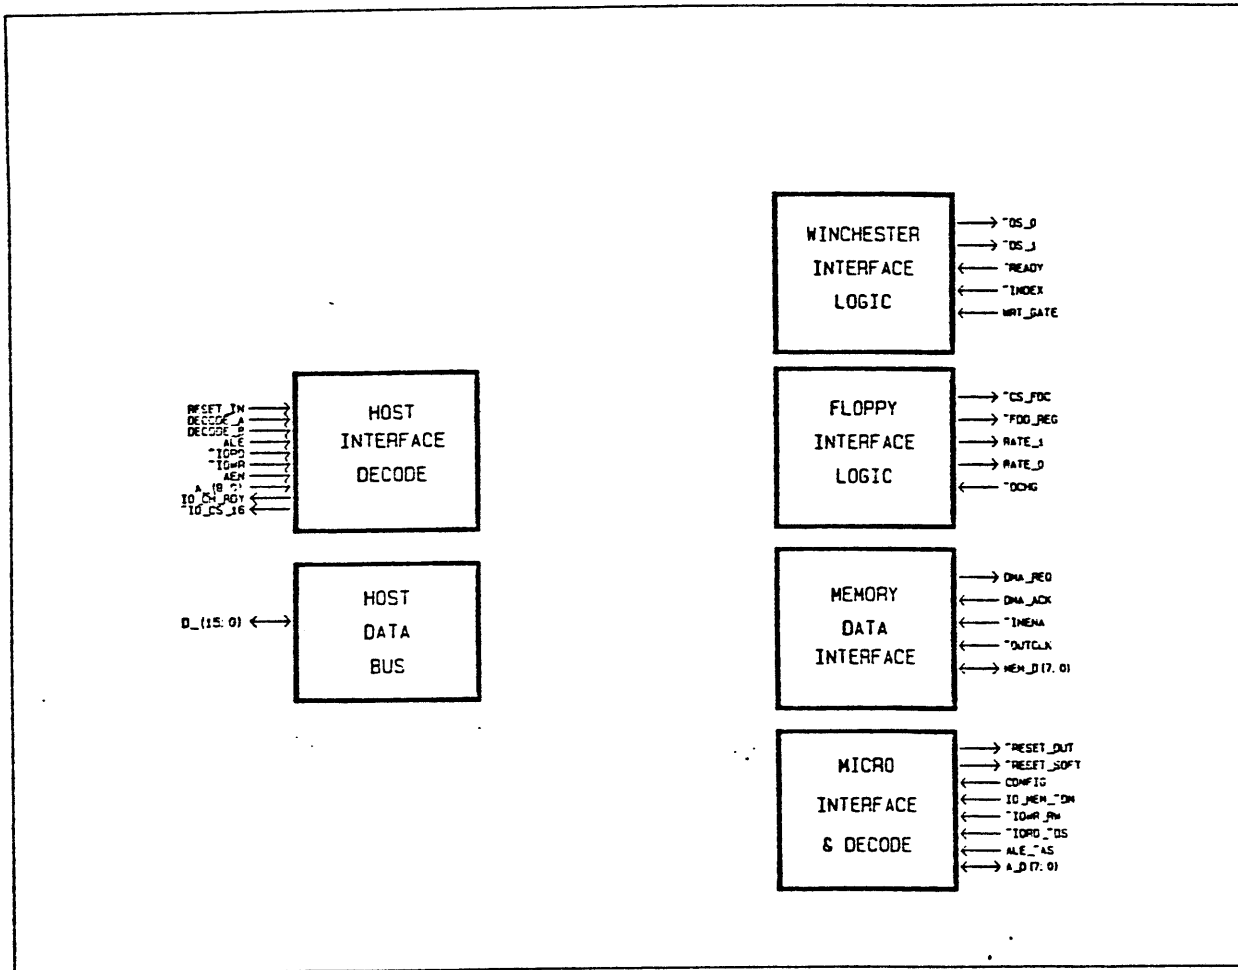 WINCHESTER
INTERFACE
LOGIC
~DS_0
~DS_1
~READY
~INDEX
WRT_GATE
RESET_IN
DECODE_A
DECODE_B
ALE
~IORD
~IOWR
AEN
IO_CH_RDY
~IO_CS_16
HOST
INTERFACE
DECODE
FLOPPY
INTERFACE
LOGIC
~CS_FDC
~FDD_REG
RATE_1
RATE_0
~DCHG
D_(15:0)
HOST
DATA
BUS
MEMORY
DATA
INTERFACE
DMA_REQ
DMA_ACK
~INENA
~OUTCLK
MEM_D(7:0)
MICRO
INTERFACE
& DECODE
~RESET_OUT
~RESET_SOFT
CONFIG
IO_MEM_~DM
~IOWR_RW
~IORD_~DS
ALE_~AS
A_D(7:0)